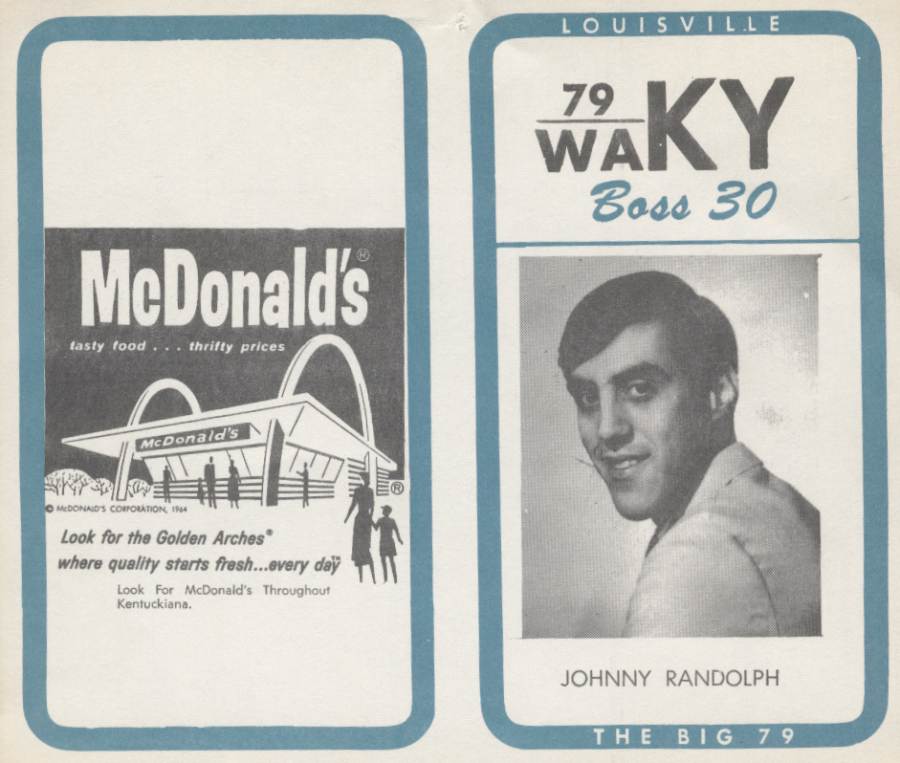 McDonald's®
tasty food . . . thrifty prices
McDonald's
®
© McDONALD'S CORPORATION, 1964
Look for the Golden Arches®
where quality starts fresh...every day℠
Look For McDonald's Throughout
Kentuckiana.
LOUISVILLE
79
WAKY
Boss 30
JOHNNY RANDOLPH
THE BIG 79